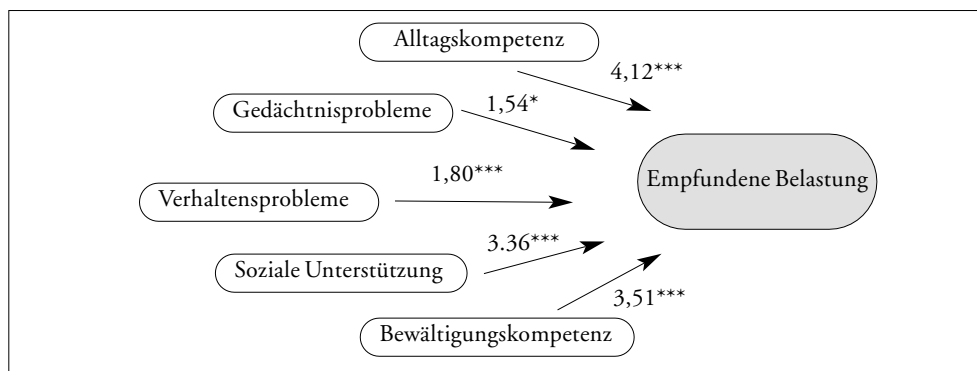 Alltagskompetenz
4,12***
Gedächtnisprobleme
1,54*
Empfundene Belastung
1,80***
Verhaltensprobleme
3.36***
Soziale Unterstützung
3,51***
Bewältigungskompetenz